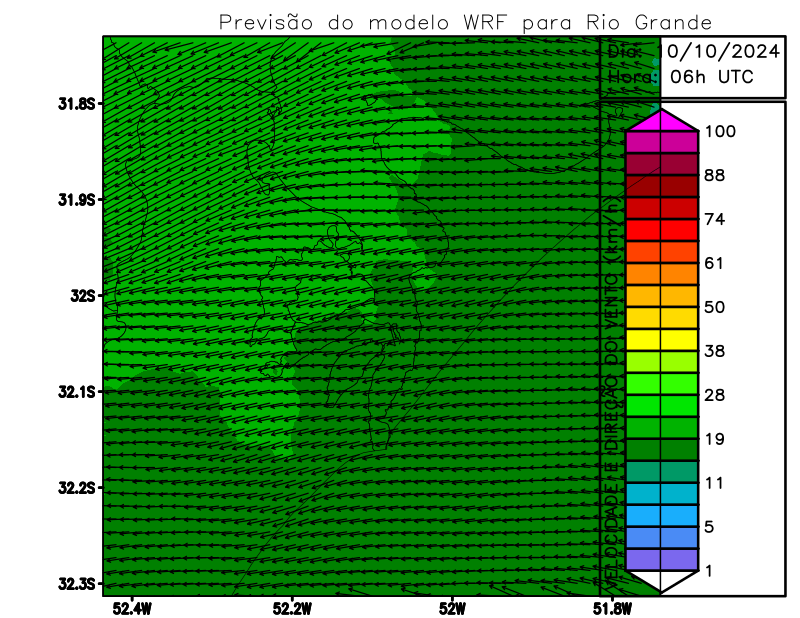 Previsão do modelo WRF para Rio Grande
Dia: 10/10/2024
Hora: 06h UTC
31.8S
31.9S
32S
32.1S
32.2S
32.3S
52.4W
52.2W
52W
51.8W
VELOCIDADE E DIREÇÃO DO VENTO (km/h)
100
88
74
61
50
38
28
19
11
5
1